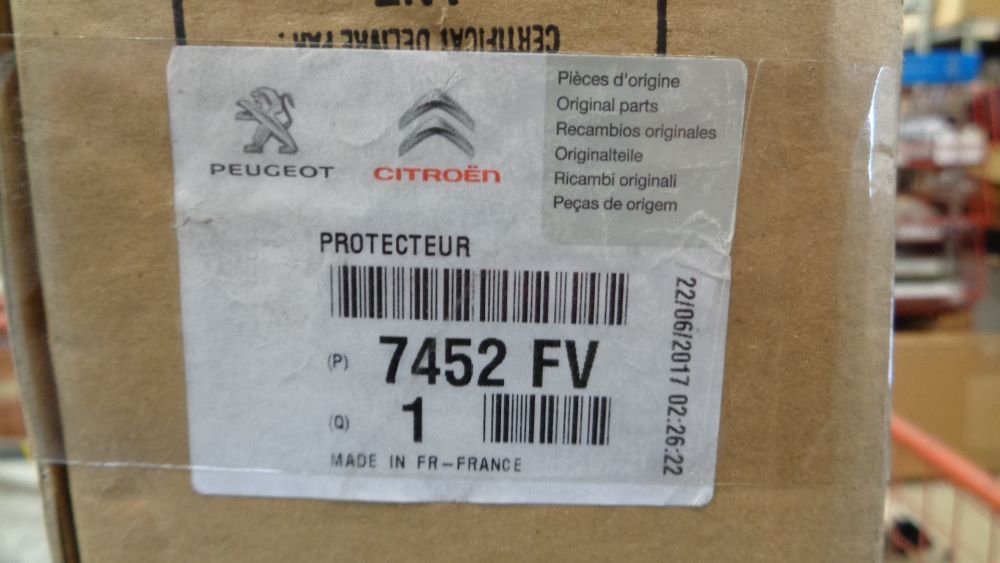 CERTIFICAT DELIVRE PAR :
PEUGEOT
CITROËN
Pièces d'origine
Original parts
Recambios originales
Originalteile
Ricambi originali
Peças de origem
PROTECTEUR
(P) 7452 FV
(Q) 1
MADE IN FR-FRANCE
22/06/2017 02:26:22